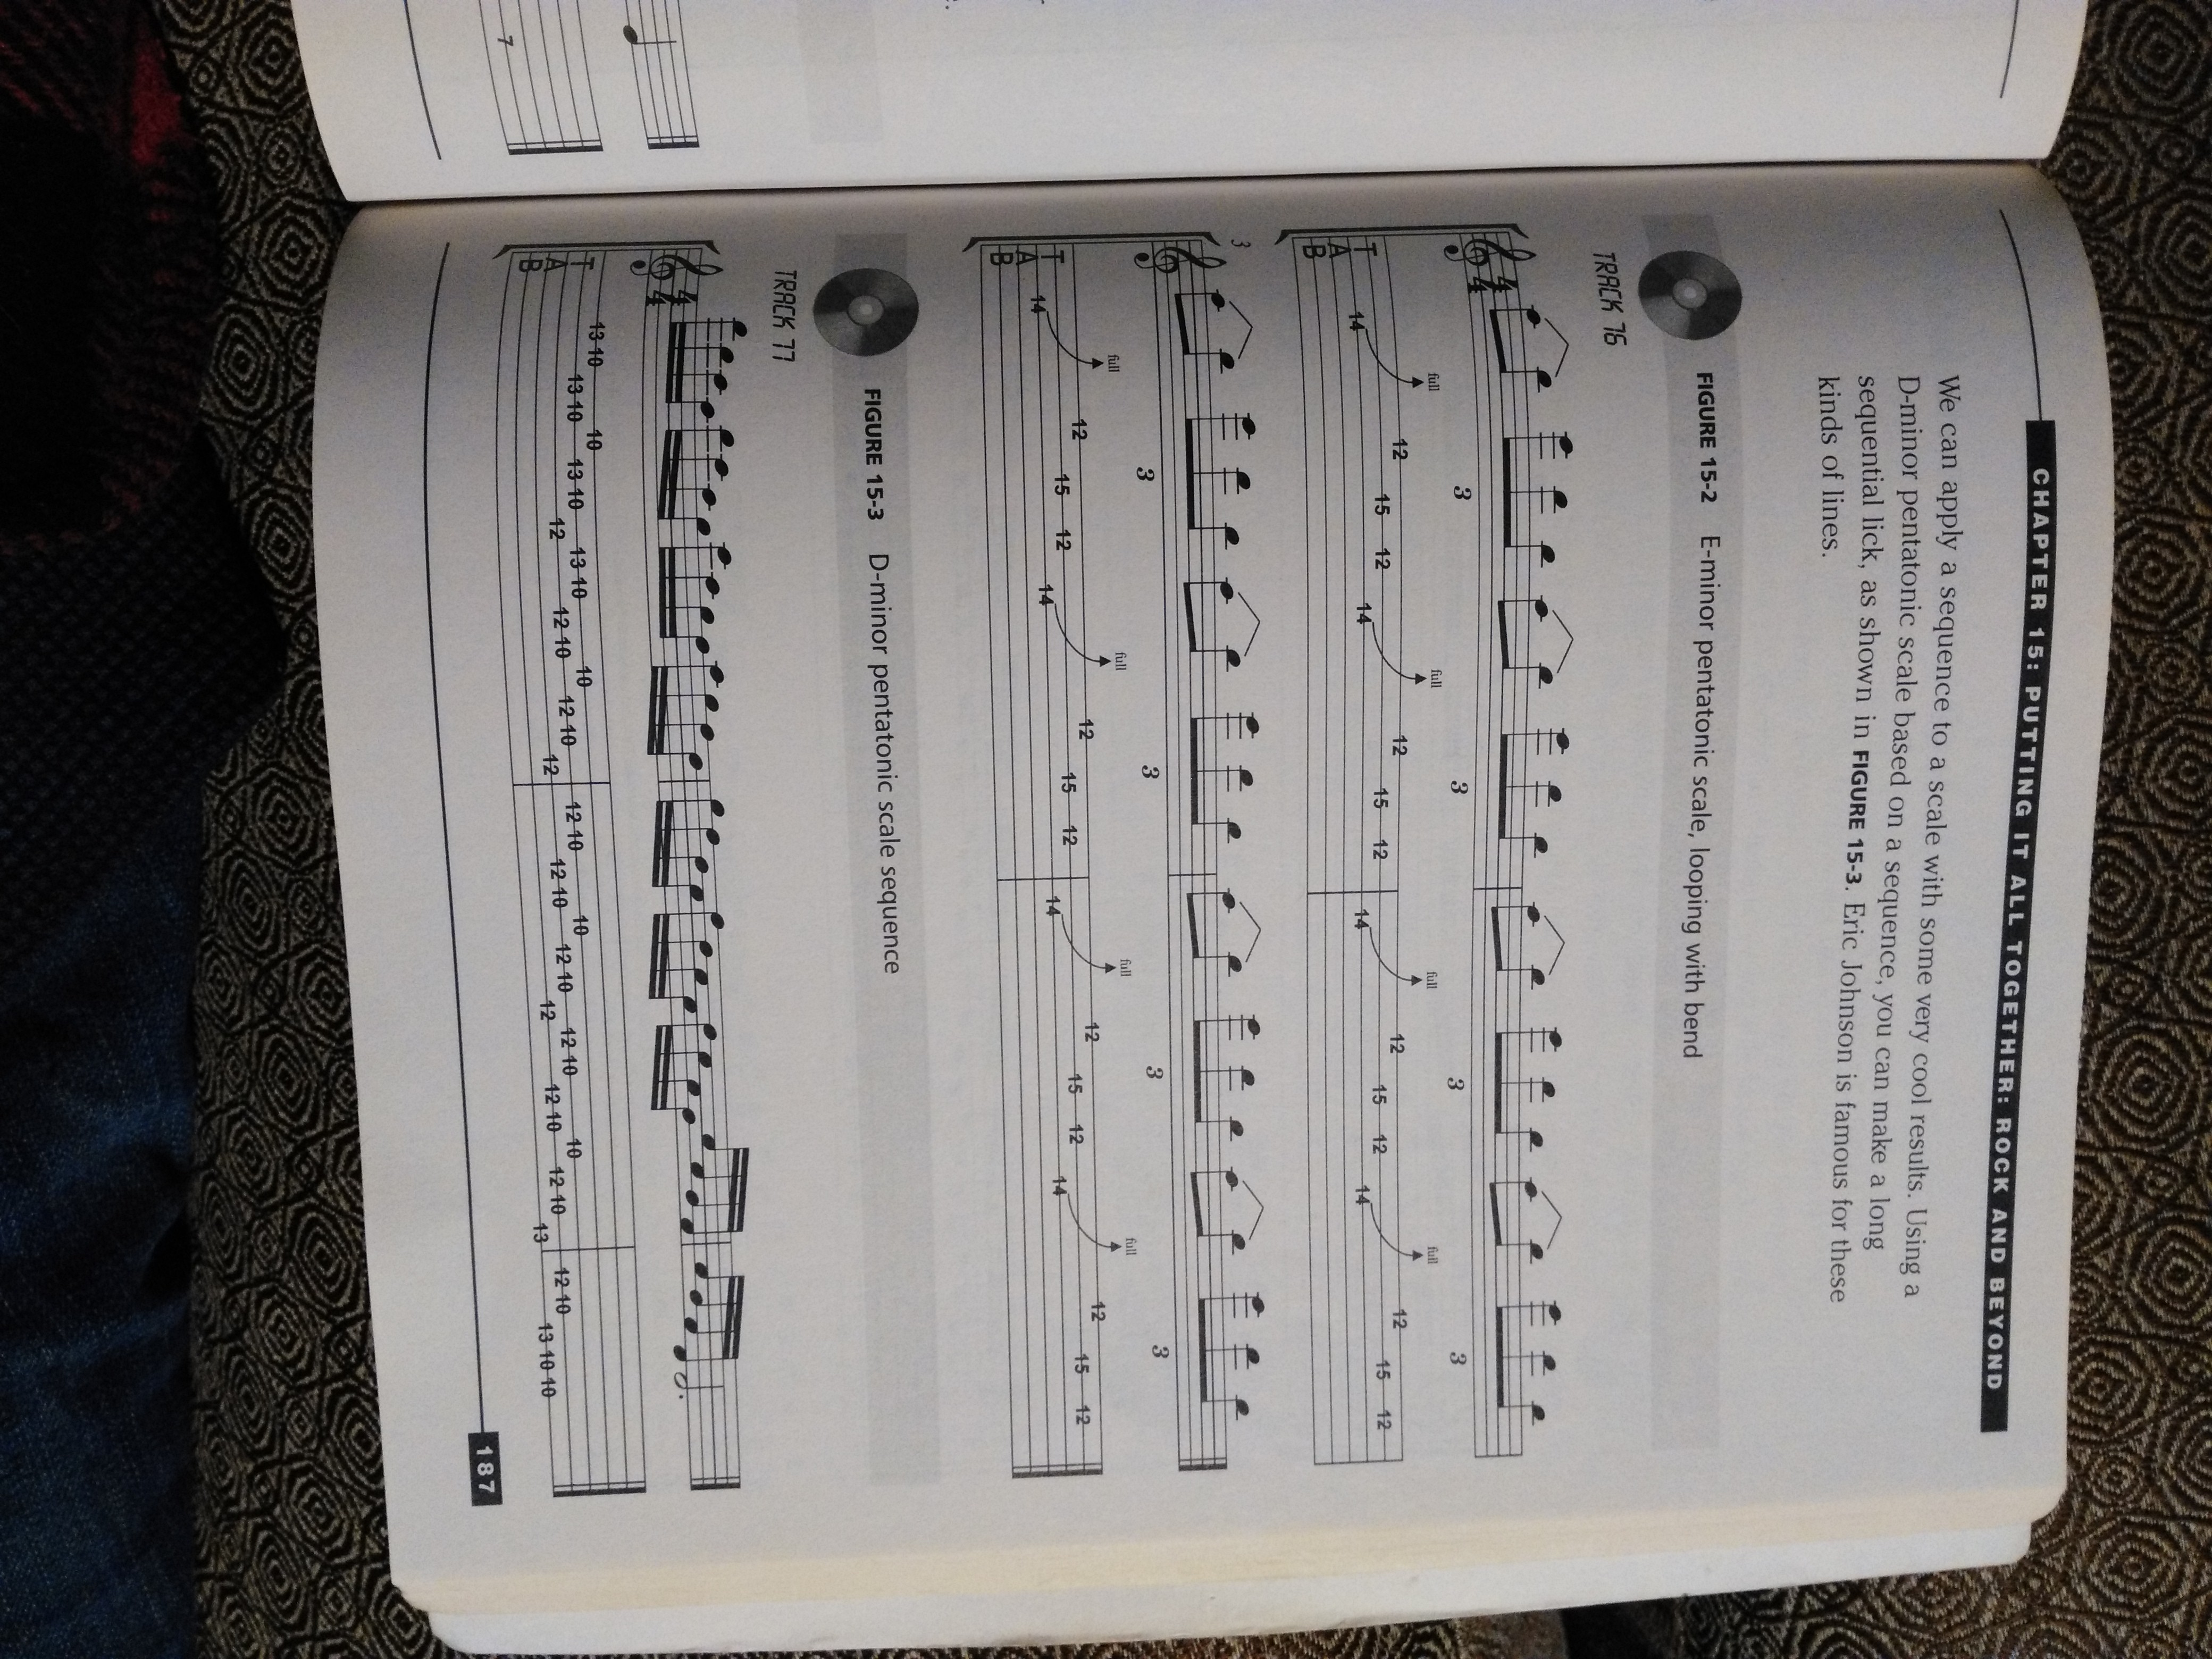 7
CHAPTER 15: PUTTING IT ALL TOGETHER: ROCK AND BEYOND
We can apply a sequence to a scale with some very cool results. Using a
D-minor pentatonic scale based on a sequence, you can make a long
sequential lick, as shown in FIGURE 15-3. Eric Johnson is famous for these
kinds of lines.
FIGURE 15-2 E-minor pentatonic scale, looping with bend
TRACK 76
4 4
3 3 3 3
full full full full
T A B
14 12 15 12 14 12 15 12 14 12 15 12 14 12 15 12
3
3 3 3 3
full full full full
T A B
14 12 15 12 14 12 15 12 14 12 15 12 14 12 15 12
FIGURE 15-3 D-minor pentatonic scale sequence
TRACK 77
4 4
T A B
13 10 13 10 10 13 10 12 13 10 12 10 10 12 10 12 12 10 12 10 10 12 10 12 12 10 12 10 10 12 10 13 12 10 13 10 10
187